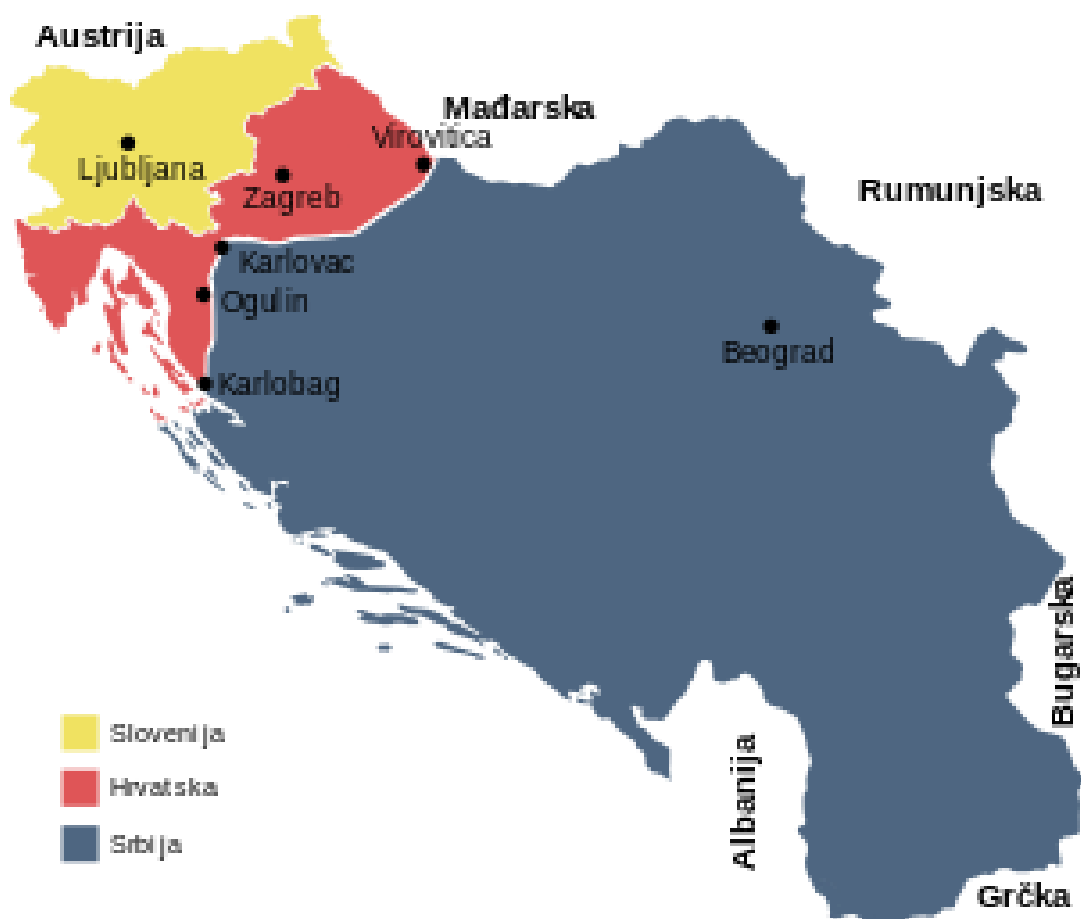 Austrija
Mađarska
Virovitica
Ljubljana
Zagreb
Rumunjska
Karlovac
Ogulin
Beograd
Karlobag
Bugarska
Slovenija
Hrvatska
Srbija
Albanija
Grčka